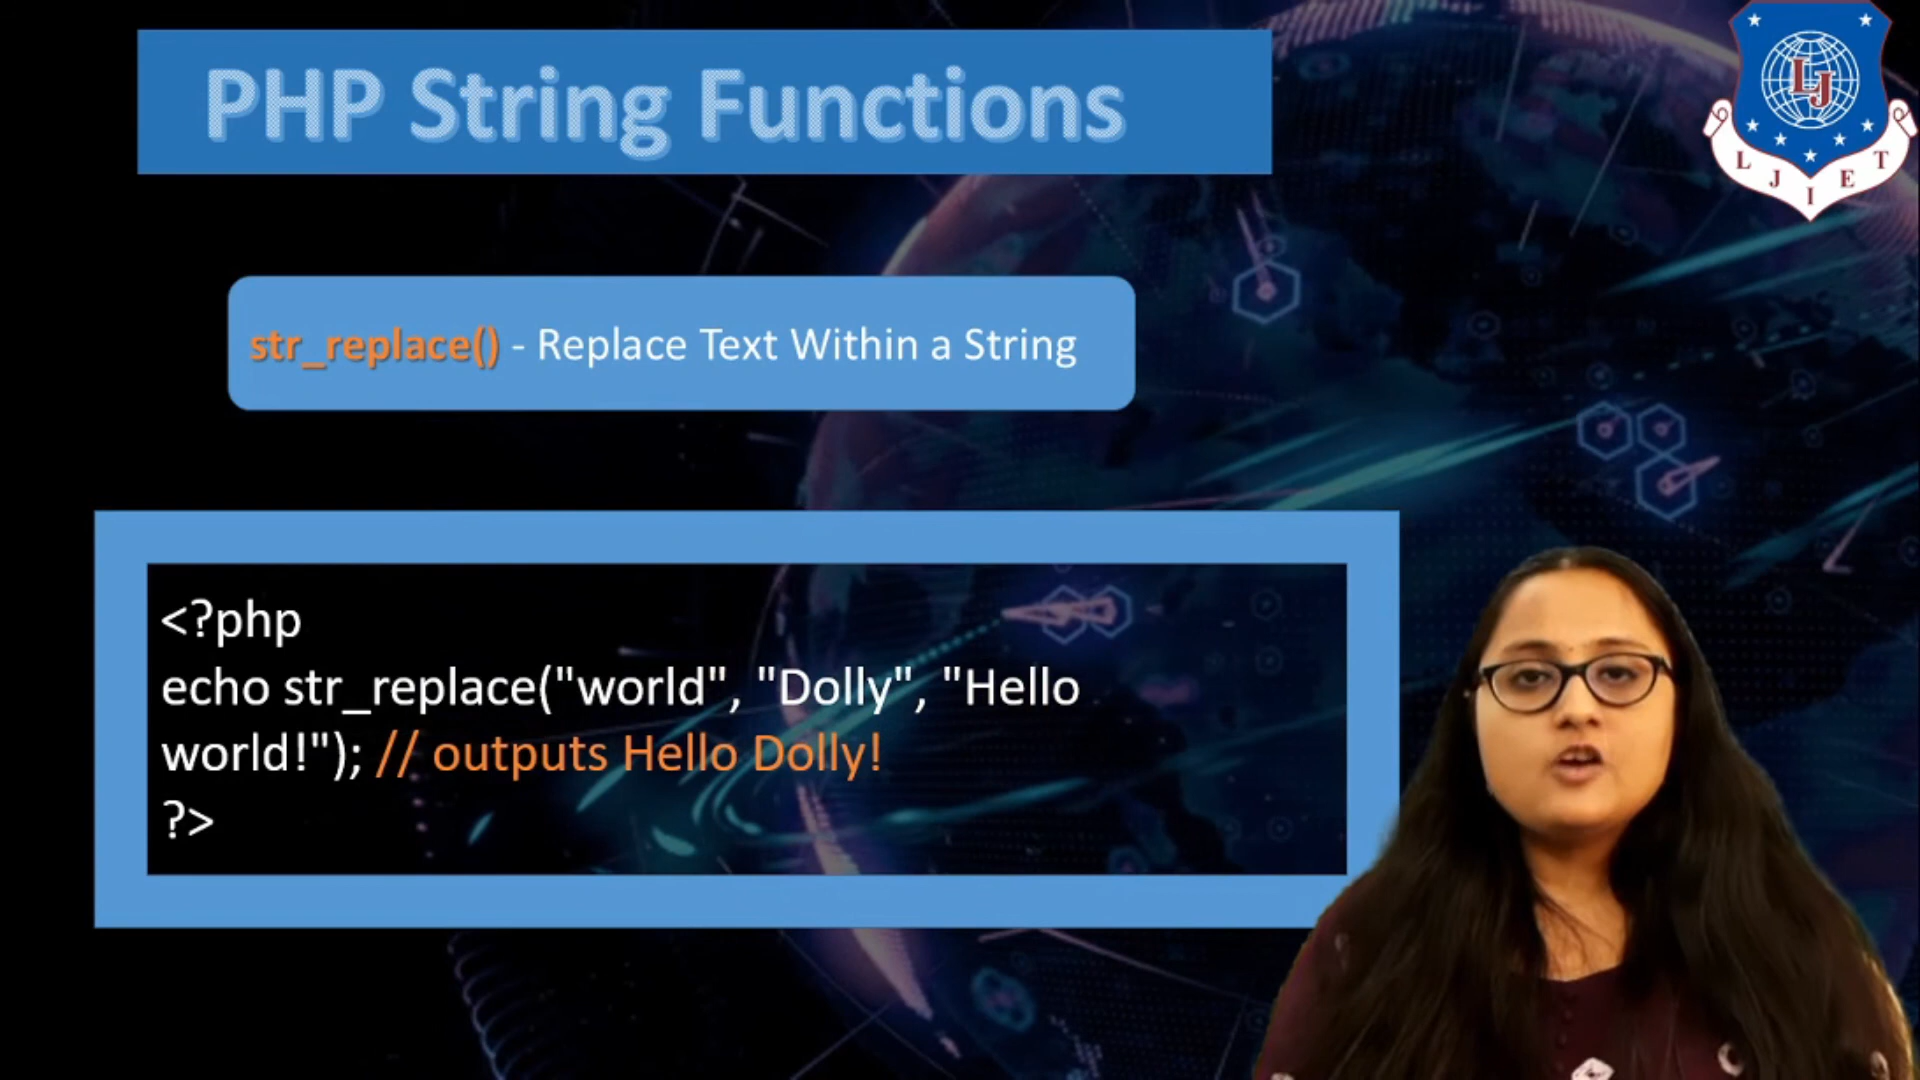 PHP String Functions
LJ
L J I E T
str_replace() - Replace Text Within a String
<?php
echo str_replace("world", "Dolly", "Hello
world!"); // outputs Hello Dolly!
?>